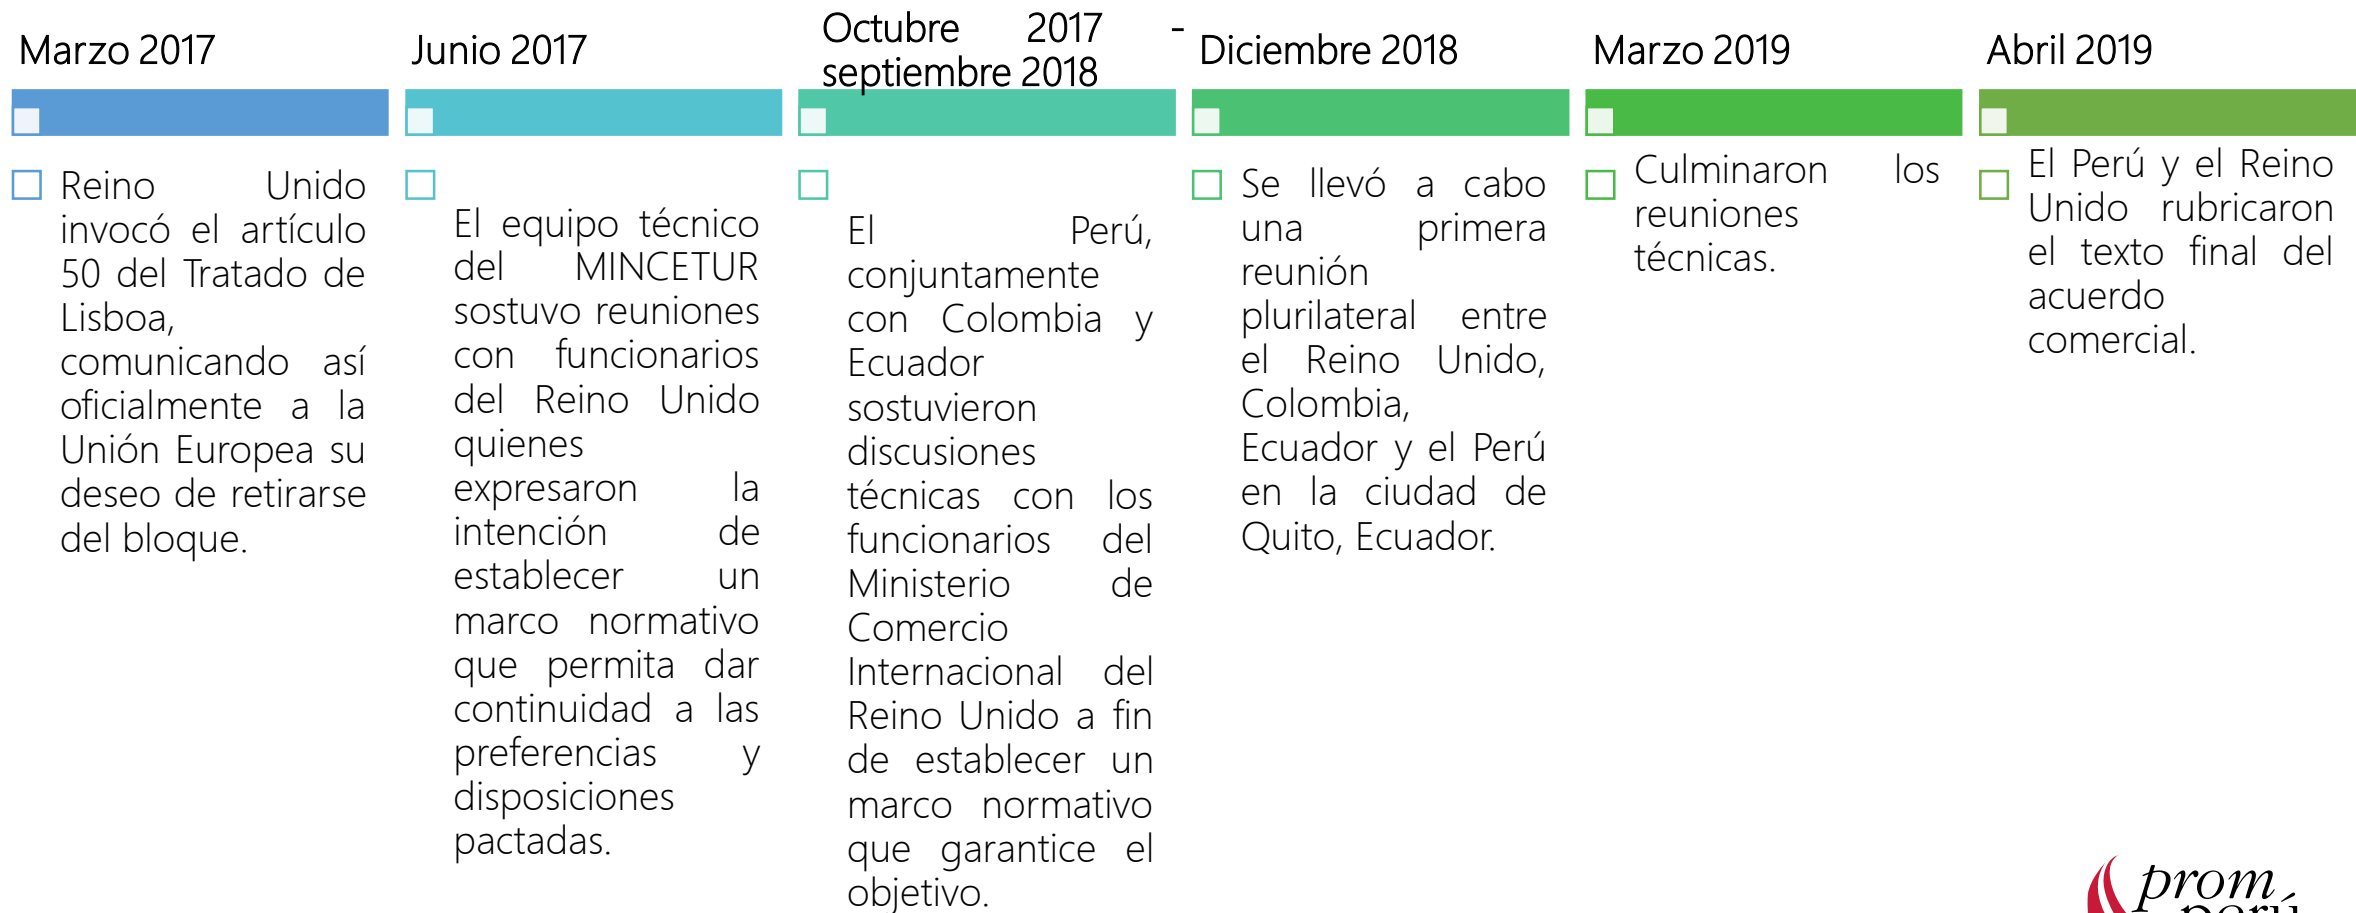 Marzo 2017
Reino Unido
invocó el artículo
50 del Tratado de
Lisboa,
comunicando así
oficialmente a la
Unión Europea su
deseo de retirarse
del bloque.
Junio 2017
El equipo técnico
del MINCETUR
sostuvo reuniones
con funcionarios
del Reino Unido
quienes
expresaron la
intención de
establecer un
marco normativo
que permita dar
continuidad a las
preferencias y
disposiciones
pactadas.
Octubre 2017 -
septiembre 2018
El Perú,
conjuntamente
con Colombia y
Ecuador
sostuvieron
discusiones
técnicas con los
funcionarios del
Ministerio de
Comercio
Internacional del
Reino Unido a fin
de establecer un
marco normativo
que garantice el
objetivo.
Diciembre 2018
Se llevó a cabo
una primera
reunión
plurilateral entre
el Reino Unido,
Colombia,
Ecuador y el Perú
en la ciudad de
Quito, Ecuador.
Marzo 2019
Culminaron los
reuniones
técnicas.
Abril 2019
El Perú y el Reino
Unido rubricaron
el texto final del
acuerdo
comercial.
prom
perú